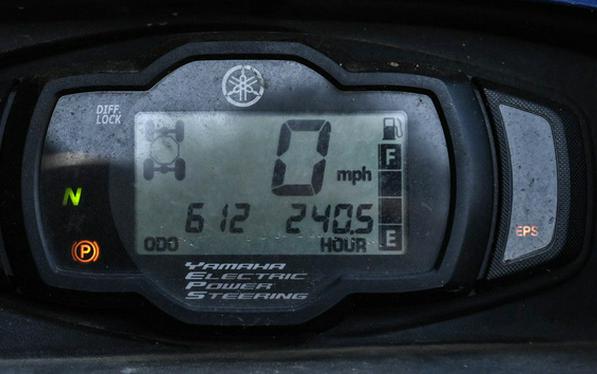 DIFF.
LOCK
0 mph
F
N
612 240.5
ODO HOUR E
P
YAMAHA
ELECTRIC
POWER
STEERING
EPS